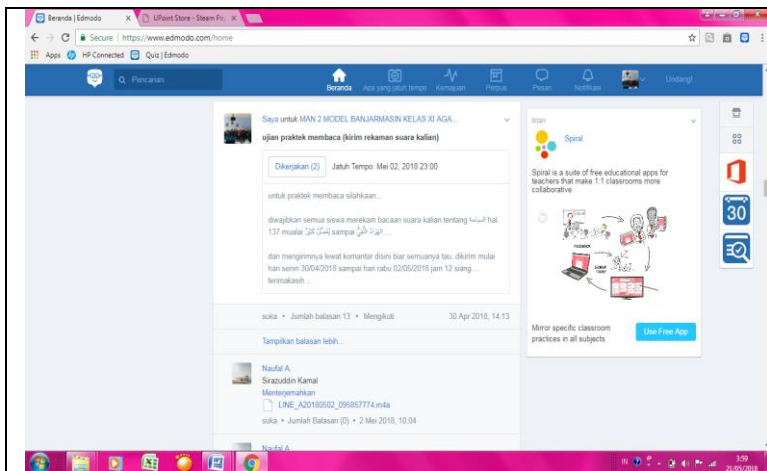 Beranda | Edmodo
UPoint Store - Steam
Secure | https://www.edmodo.com/home
Apps HP Connected Quiz | Edmodo
Pencarian
Beranda Apa yang jatuh tempo Kemajuan Perpus Pesan Notifikasi Undang!
Saya untuk MAN 2 MODEL BANJARMASIN KELAS XI AGA...
ujian praktek membaca (kirim rekaman suara kalian)
Dikerjakan (2) Jatuh Tempo: Mei 02, 2018 23:00
untuk praktek membaca silahkaan...
diwajibkan semua siswa merekam bacaan suara kalian tentang السياحة hal.
137 mualai sampai
dan mengirimnya lewat komantar disini biar semuanya tau. dikirim mulai
hari senin 30/04/2018 sampai hari rabu 02/05/2018 jam 12 siang....
terimakasih ...
suka • Jumlah balasan 13 • Mengikuti 30 Apr 2018, 14.13
Tampilkan balasan lebih...
Naufal A.
Sirazuddin Kamal
Menterjemahkan
LINE_A20180502_095857774.m4a
suka • Jumlah Balasan (0) • 2 Mei 2018, 10.04
Naufal A.
Iklan
Spiral
Spiral is a suite of free educational apps for
teachers that make 1:1 classrooms more
collaborative.
Mirror specific classroom
practices in all subjects
Use Free App
30
IN
3:59
21/05/2018